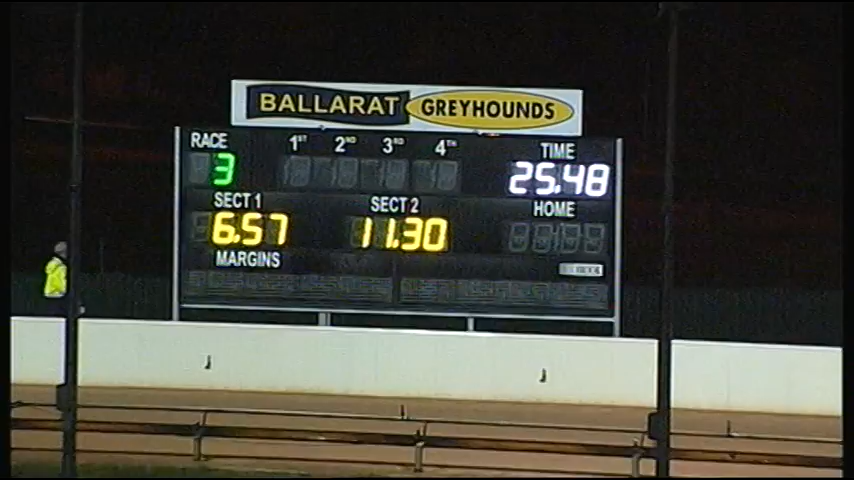 BALLARAT GREYHOUNDS
RACE 1ST 2ND 3RD 4TH TIME
3 25.48
SECT 1 SECT 2 HOME
6.57 11.30
MARGINS